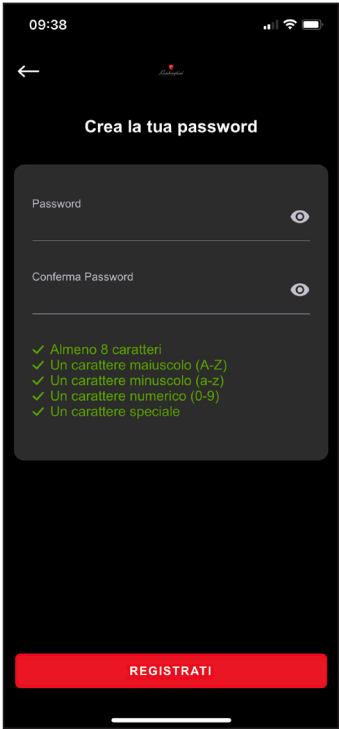 09:38
Lamborghini
Crea la tua password
Password
Conferma Password
Almeno 8 caratteri
Un carattere maiuscolo (A-Z)
Un carattere minuscolo (a-z)
Un carattere numerico (0-9)
Un carattere speciale
REGISTRATI